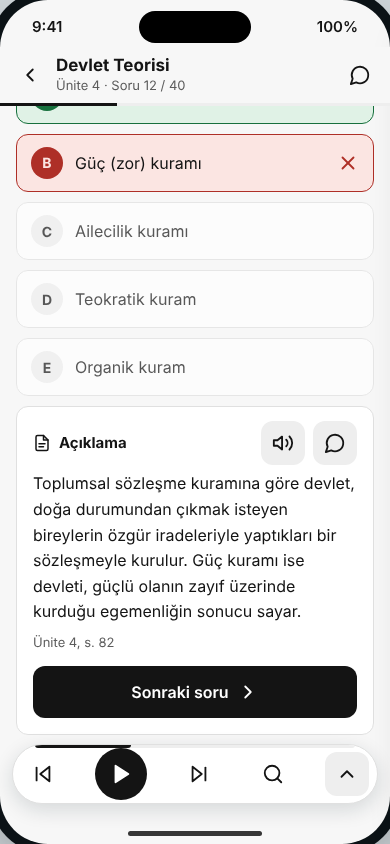 9:41
100%
Devlet Teorisi
Ünite 4 · Soru 12 / 40
B
Güç (zor) kuramı
C
Ailecilik kuramı
D
Teokratik kuram
E
Organik kuram
Açıklama
Toplumsal sözleşme kuramına göre devlet,
doğa durumundan çıkmak isteyen
bireylerin özgür iradeleriyle yaptıkları bir
sözleşmeyle kurulur. Güç kuramı ise
devleti, güçlü olanın zayıf üzerinde
kurduğu egemenliğin sonucu sayar.
Ünite 4, s. 82
Sonraki soru